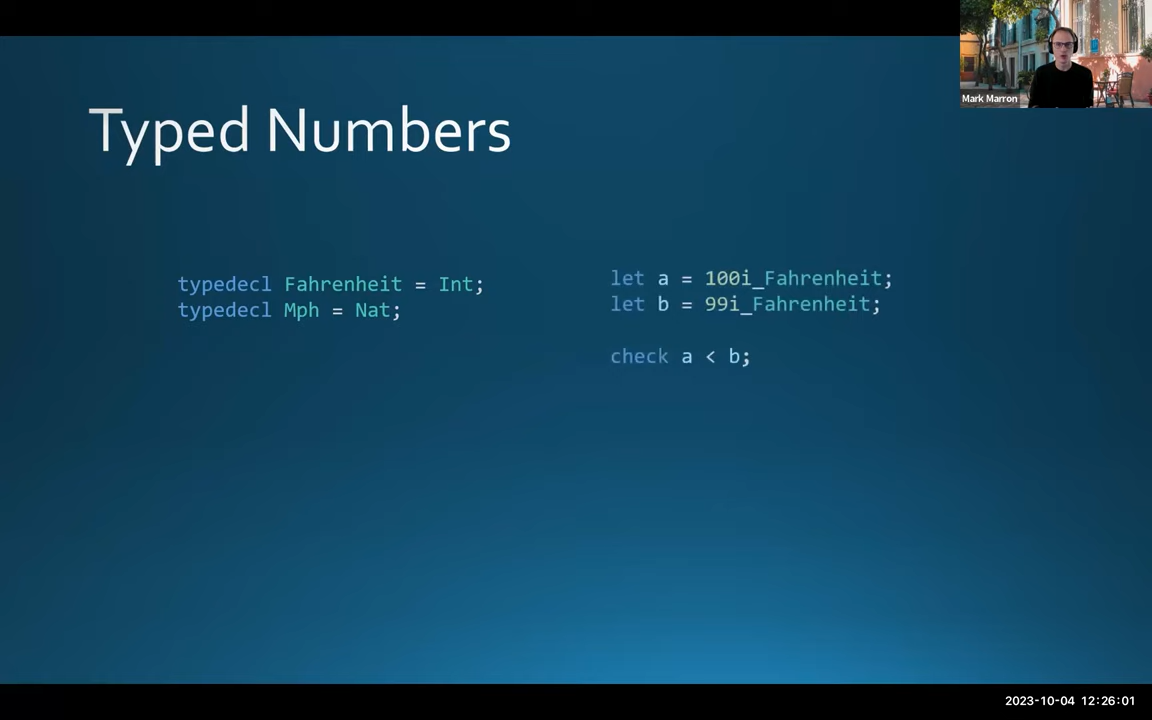 Mark Marron
Typed Numbers
typedecl Fahrenheit = Int;
typedecl Mph = Nat;
let a = 100i_Fahrenheit;
let b = 99i_Fahrenheit;
check a < b;
2023-10-04 12:26:01